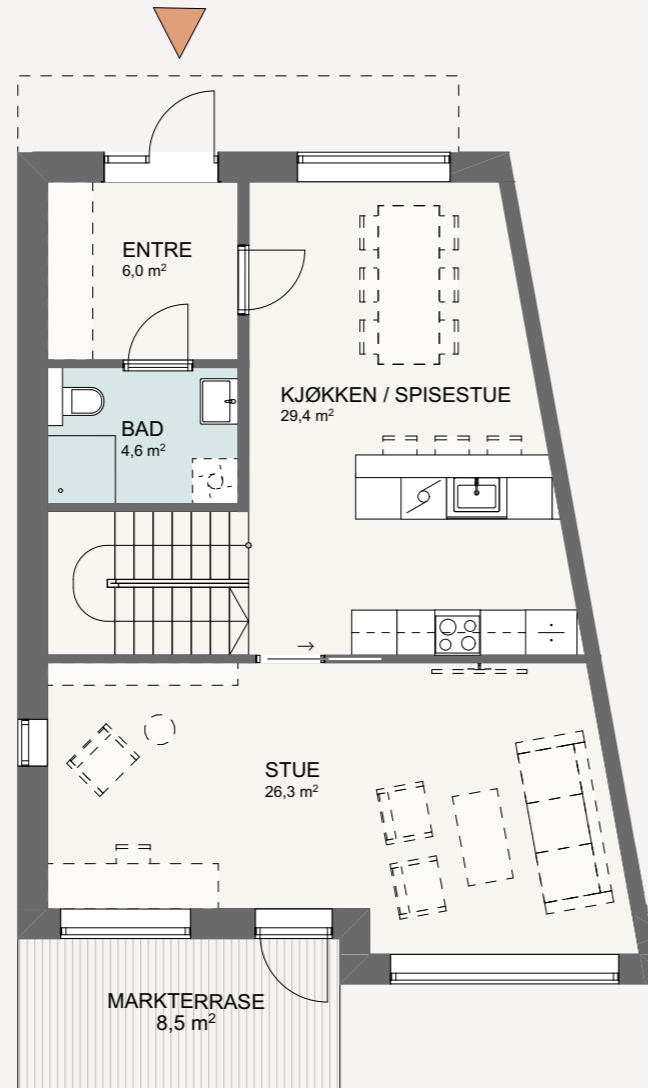 ENTRE
6,0 m²
KJØKKEN / SPISESTUE
29,4 m²
BAD
4,6 m²
STUE
26,3 m²
MARKTERRASE
8,5 m²